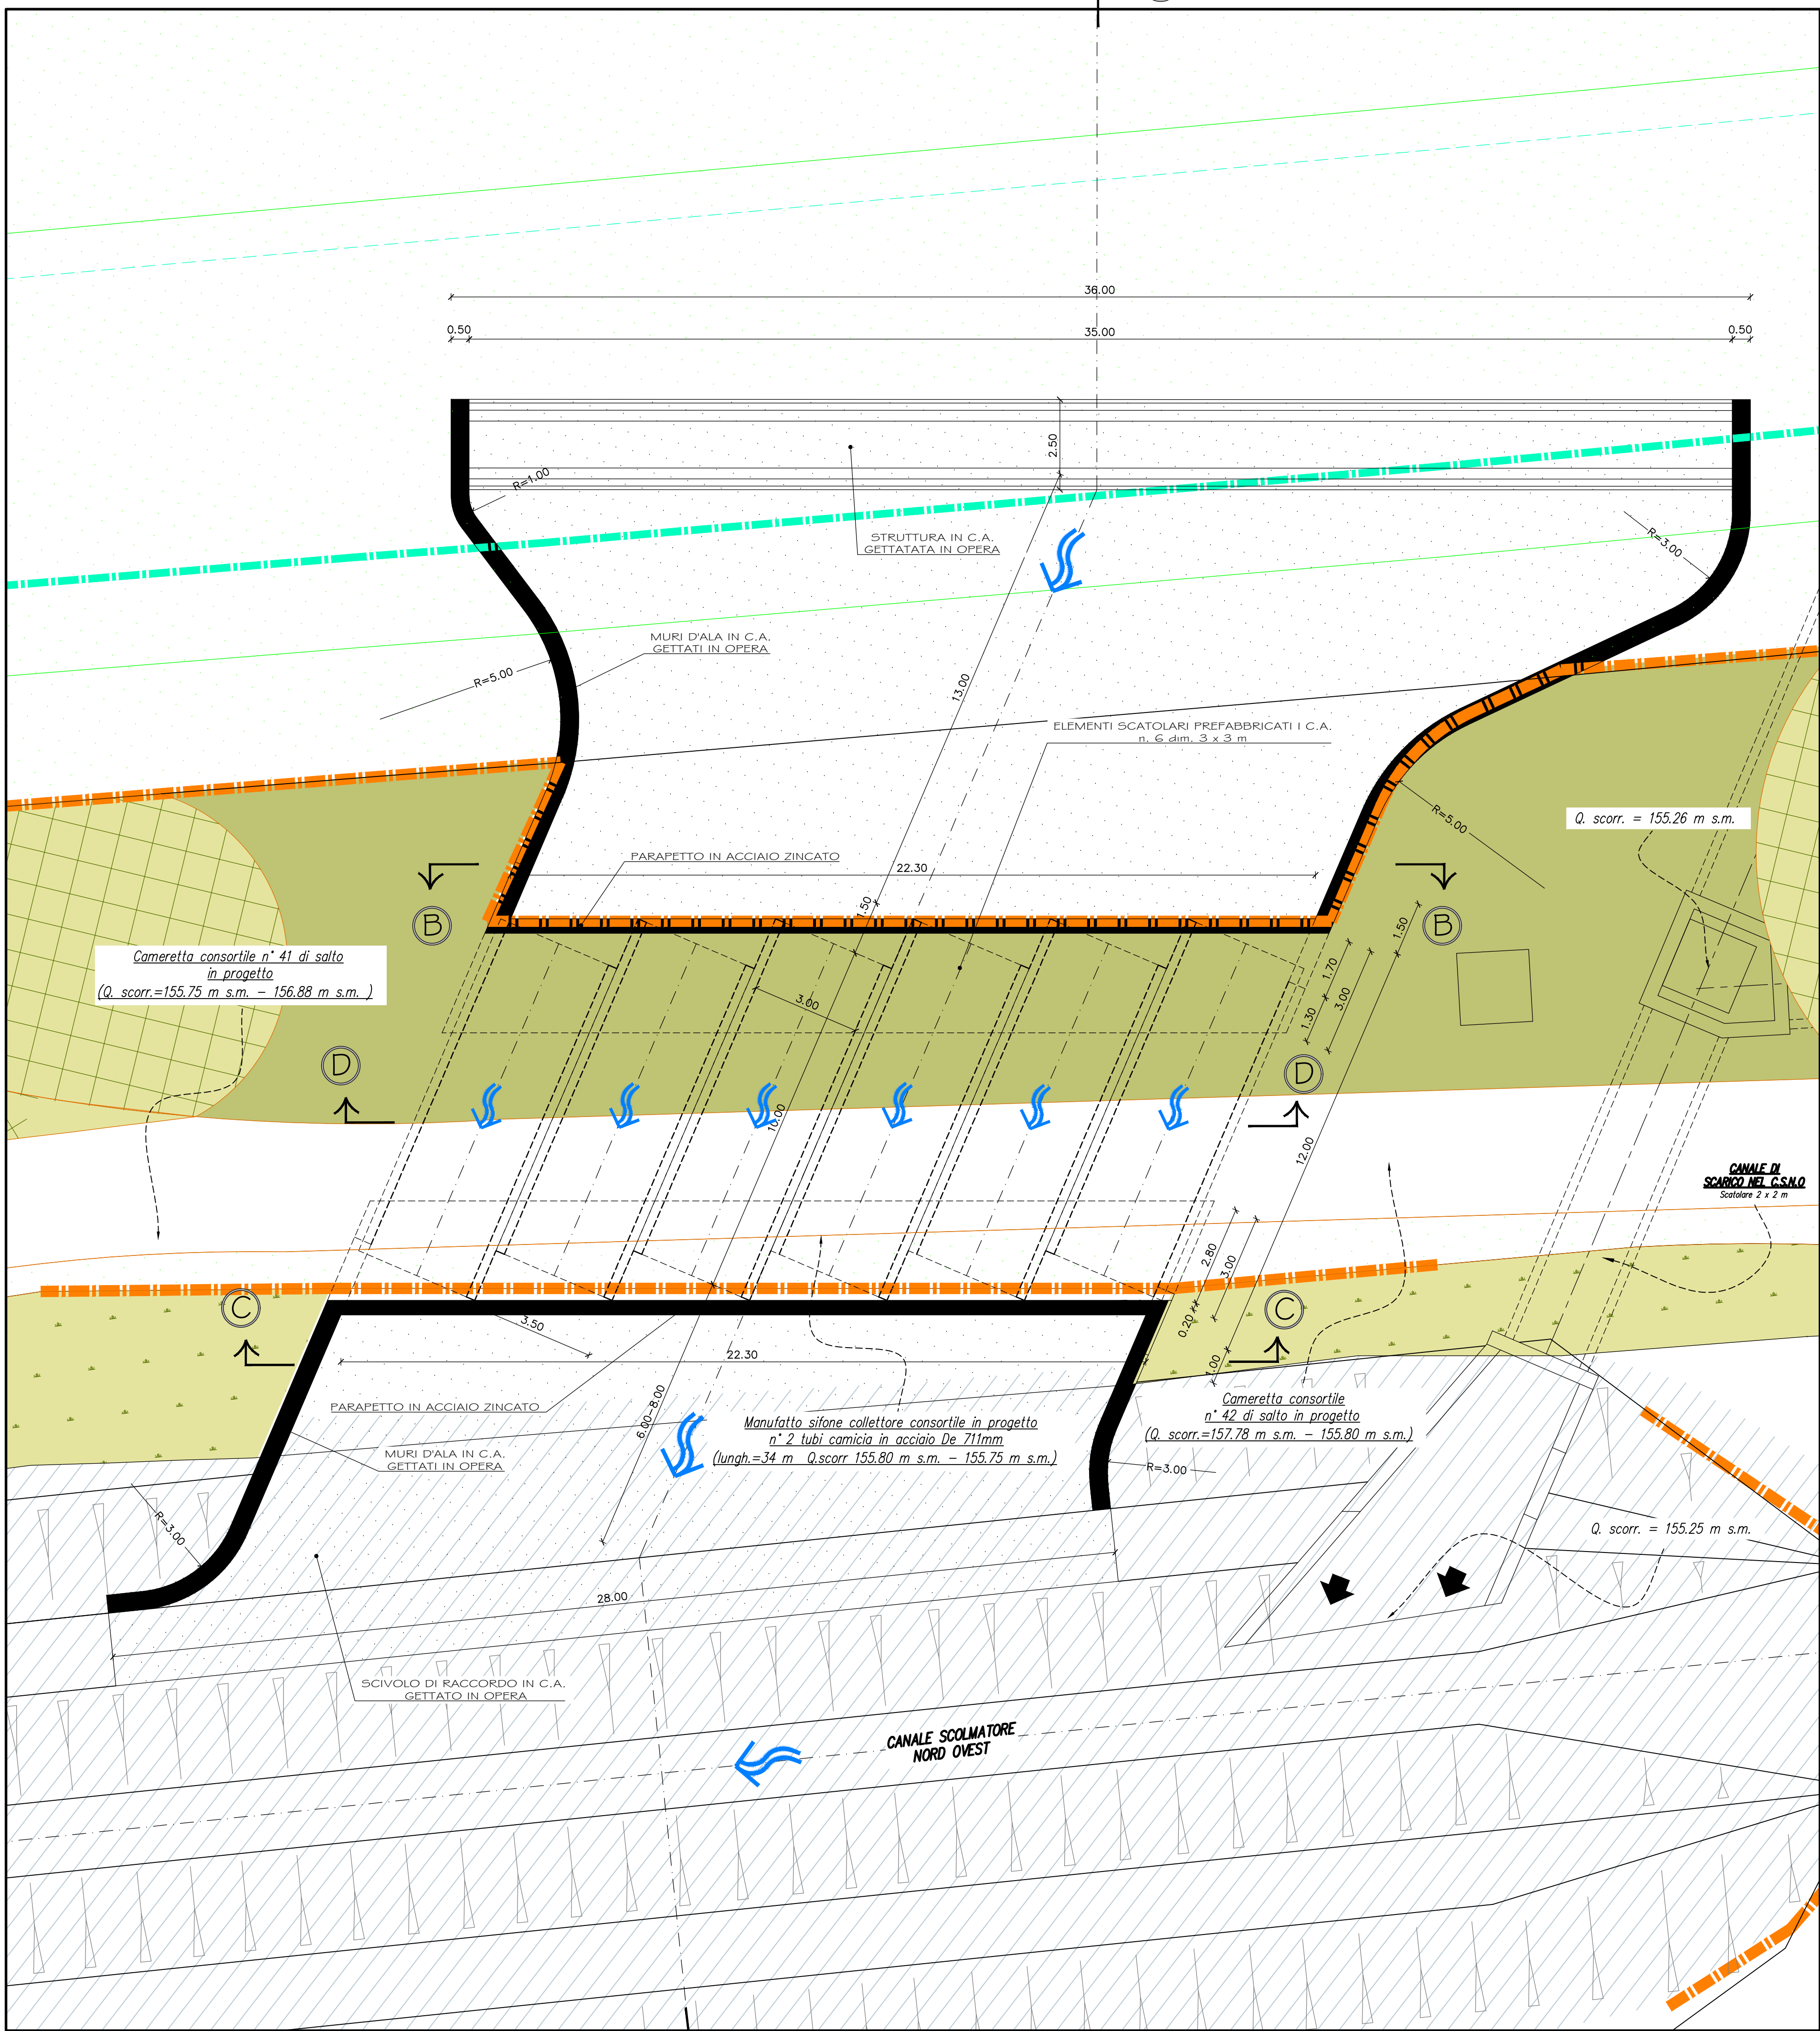 36.00
0.50
35.00
0.50
2.50
R=1.00
STRUTTURA IN C.A.
GETTATATA IN OPERA
R=3.00
MURI D'ALA IN C.A.
GETTATI IN OPERA
R=5.00
13.00
ELEMENTI SCATOLARI PREFABBRICATI I C.A.
n. 6 dim. 3 x 3 m
R=5.00
Q. scorr. = 155.26 m s.m.
PARAPETTO IN ACCIAIO ZINCATO
22.30
1.50
B
B
1.50
Cameretta consortile n° 41 di salto
in progetto
(Q. scorr.=155.75 m s.m. - 156.88 m s.m. )
1.70
3.00
3.00
1.30
D
D
10.00
12.00
CANALE DI
SCARICO NEL C.S.N.O
Scatolare 2 x 2 m
2.80
3.00
C
C
0.20
3.50
22.30
1.00
PARAPETTO IN ACCIAIO ZINCATO
6.00-8.00
Manufatto sifone collettore consortile in progetto
n° 2 tubi camicia in acciaio De 711mm
(lungh.=34 m Q.scorr 155.80 m s.m. - 155.75 m s.m.)
Cameretta consortile
n° 42 di salto in progetto
(Q. scorr.=157.78 m s.m. - 155.80 m s.m.)
MURI D'ALA IN C.A.
GETTATI IN OPERA
R=3.00
R=3.00
Q. scorr. = 155.25 m s.m.
28.00
SCIVOLO DI RACCORDO IN C.A.
GETTATO IN OPERA
CANALE SCOLMATORE
NORD OVEST